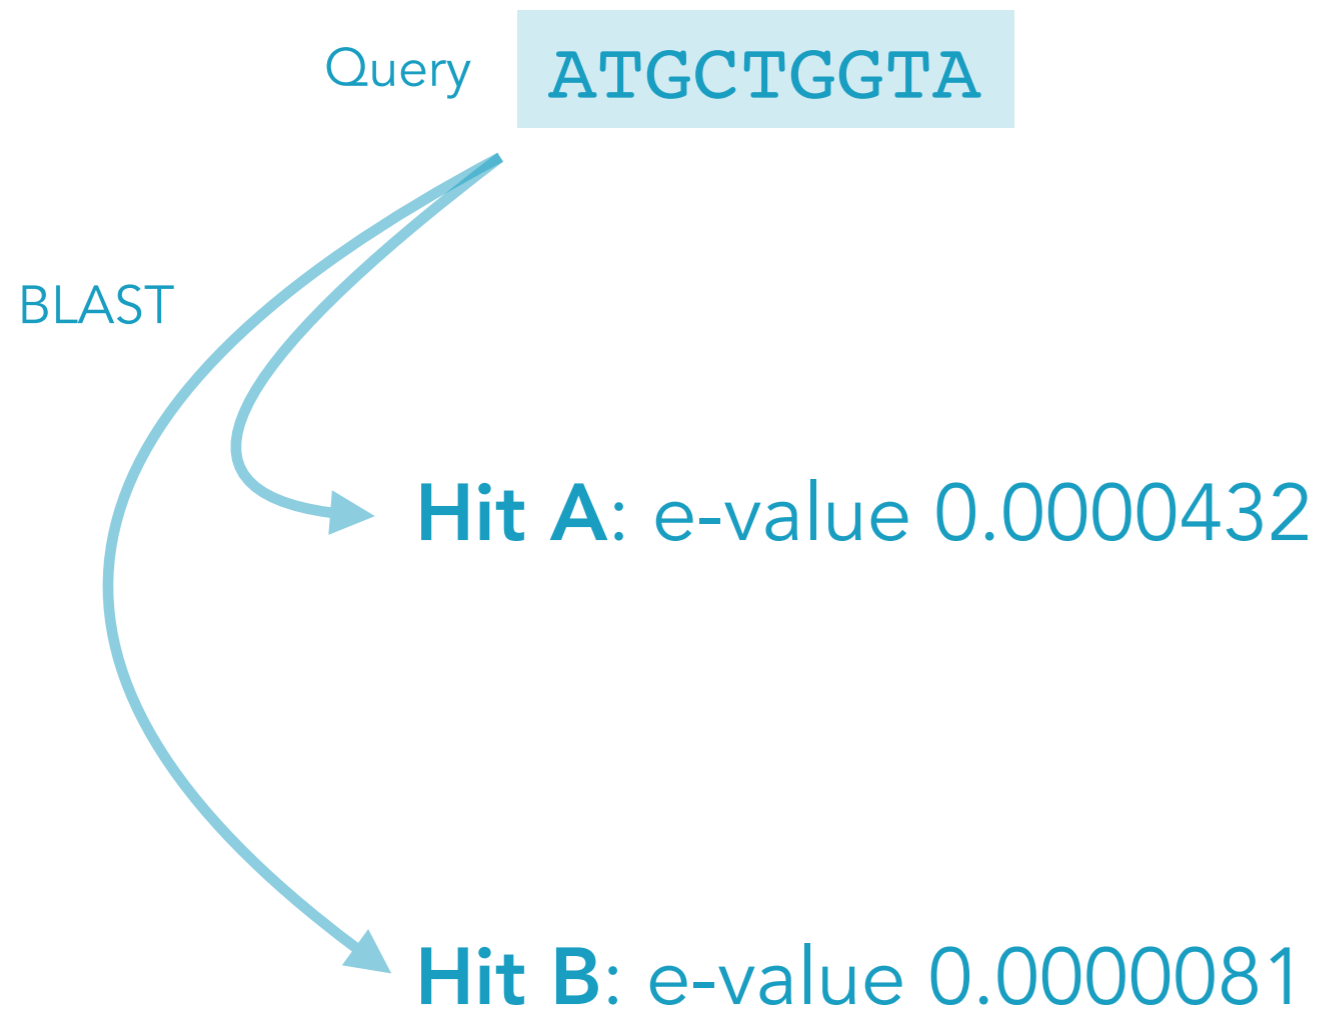 Query ATGCTGGTA
BLAST
Hit A: e-value 0.0000432
Hit B: e-value 0.0000081